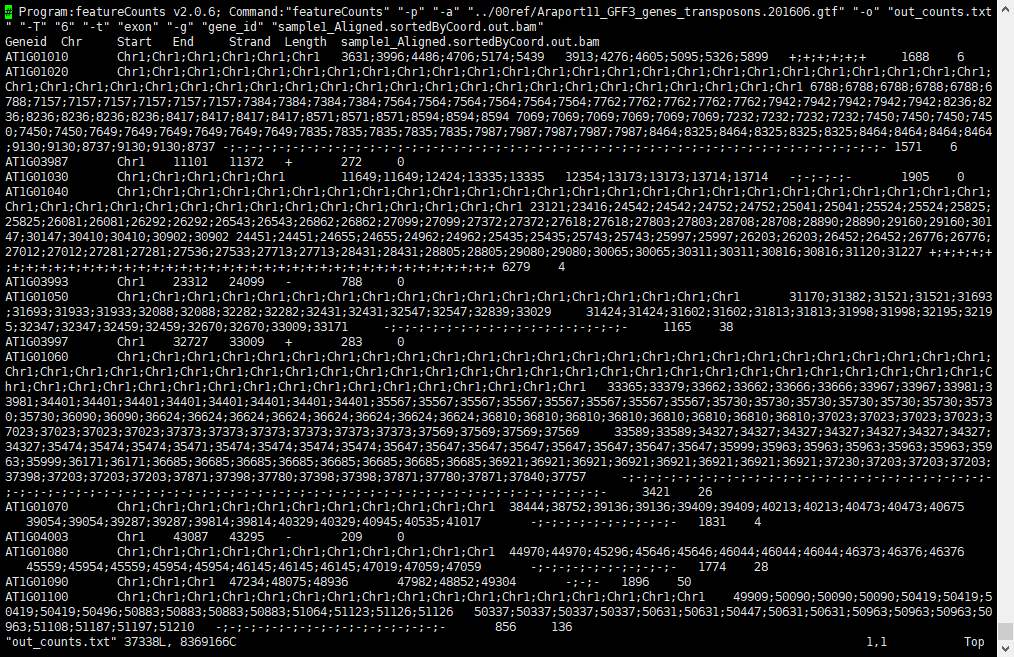 # Program:featureCounts v2.0.6; Command:"featureCounts" "-p" "-a" "../00ref/Araport11_GFF3_genes_transposons.201606.gtf" "-o" "out_counts.txt
" "-T" "6" "-t" "exon" "-g" "gene_id" "sample1_Aligned.sortedByCoord.out.bam"
Geneid Chr Start End Strand Length sample1_Aligned.sortedByCoord.out.bam
AT1G01010 Chr1;Chr1;Chr1;Chr1;Chr1;Chr1 3631;3996;4486;4706;5174;5439 3913;4276;4605;5095;5326;5899 +;+;+;+;+;+ 1688 6
AT1G01020 Chr1;Chr1;Chr1;Chr1;Chr1;Chr1;Chr1;Chr1;Chr1;Chr1;Chr1;Chr1;Chr1;Chr1;Chr1;Chr1;Chr1;Chr1;Chr1;Chr1;Chr1;Chr1;Chr1;Chr1;Chr1;
Chr1;Chr1;Chr1;Chr1;Chr1;Chr1;Chr1;Chr1;Chr1;Chr1;Chr1;Chr1;Chr1;Chr1;Chr1;Chr1;Chr1;Chr1;Chr1;Chr1;Chr1;Chr1;Chr1 6788;6788;6788;6788;6788;6
788;7157;7157;7157;7157;7157;7157;7384;7384;7384;7384;7564;7564;7564;7564;7564;7564;7762;7762;7762;7762;7762;7942;7942;7942;7942;8236;82
36;8236;8236;8236;8236;8417;8417;8417;8417;8571;8571;8571;8594;8594;8594 7069;7069;7069;7069;7069;7069;7232;7232;7232;7232;7450;7450;7450;745
0;7450;7450;7649;7649;7649;7649;7649;7649;7835;7835;7835;7835;7835;7987;7987;7987;7987;7987;8464;8325;8464;8325;8325;8325;8464;8464;8464;8464
;9130;9130;8737;9130;9130;8737 -;-;-;-;-;-;-;-;-;-;-;-;-;-;-;-;-;-;-;-;-;-;-;-;-;-;-;-;-;-;-;-;-;-;-;-;-;-;-;-;-;-;-;-;-;-;-;- 1571 6
AT1G03987 Chr1 11101 11372 + 272 0
AT1G01030 Chr1;Chr1;Chr1;Chr1;Chr1 11649;11649;12424;13335;13335 12354;13173;13173;13714;13714 -;-;-;-;- 1905 0
AT1G01040 Chr1;Chr1;Chr1;Chr1;Chr1;Chr1;Chr1;Chr1;Chr1;Chr1;Chr1;Chr1;Chr1;Chr1;Chr1;Chr1;Chr1;Chr1;Chr1;Chr1;Chr1;Chr1;Chr1;Chr1;Chr1;
Chr1;Chr1;Chr1;Chr1;Chr1;Chr1;Chr1;Chr1;Chr1;Chr1;Chr1;Chr1;Chr1;Chr1;Chr1 23121;23416;24542;24542;24752;24752;25041;25041;25524;25524;25825;
25825;26081;26081;26292;26292;26543;26543;26862;26862;27099;27099;27372;27372;27618;27618;27803;27803;28708;28708;28890;28890;29160;29160;301
47;30147;30410;30410;30902;30902 24451;24451;24655;24655;24962;24962;25435;25435;25743;25743;25997;25997;26203;26203;26452;26452;26776;26776;
27012;27012;27281;27281;27536;27533;27713;27713;28431;28431;28805;28805;29080;29080;30065;30065;30311;30311;30816;30816;31120;31227 +;+;+;+;+
;+;+;+;+;+;+;+;+;+;+;+;+;+;+;+;+;+;+;+;+;+;+;+;+;+;+;+;+;+;+;+ 6279 4
AT1G03993 Chr1 23312 24099 - 788 0
AT1G01050 Chr1;Chr1;Chr1;Chr1;Chr1;Chr1;Chr1;Chr1;Chr1;Chr1;Chr1;Chr1;Chr1;Chr1;Chr1;Chr1;Chr1;Chr1 31170;31382;31521;31521;31693
;31693;31933;31933;32088;32088;32282;32282;32431;32431;32547;32547;32839;33029 31424;31424;31602;31602;31813;31813;31998;31998;32195;3219
5;32347;32347;32459;32459;32670;32670;33009;33171 -;-;-;-;-;-;-;-;-;-;-;-;-;-;-;-;-;- 1165 38
AT1G03997 Chr1 32727 33009 + 283 0
AT1G01060 Chr1;Chr1;Chr1;Chr1;Chr1;Chr1;Chr1;Chr1;Chr1;Chr1;Chr1;Chr1;Chr1;Chr1;Chr1;Chr1;Chr1;Chr1;Chr1;Chr1;Chr1;Chr1;Chr1;Chr1;Chr1;
Chr1;Chr1;Chr1;Chr1;Chr1;Chr1;Chr1;Chr1;Chr1;Chr1;Chr1;Chr1;Chr1;Chr1;Chr1;Chr1;Chr1;Chr1;Chr1;Chr1;Chr1;Chr1;Chr1;Chr1;Chr1;Chr1;Chr1;Chr1;C
hr1;Chr1;Chr1;Chr1;Chr1;Chr1;Chr1;Chr1;Chr1;Chr1;Chr1;Chr1;Chr1;Chr1;Chr1;Chr1;Chr1 33365;33379;33662;33662;33666;33666;33967;33967;33981;3
3981;34401;34401;34401;34401;34401;34401;34401;34401;35567;35567;35567;35567;35567;35567;35567;35567;35730;35730;35730;35730;35730;35730;3573
0;35730;36090;36090;36624;36624;36624;36624;36624;36624;36624;36810;36810;36810;36810;36810;36810;36810;36810;37023;37023;37023;37023;3
7023;37023;37023;37023;37373;37373;37373;37373;37373;37373;37569;37569;37569;37569 33589;33589;34327;34327;34327;34327;34327;34327;34327;
34327;35474;35474;35474;35471;35474;35474;35474;35474;35647;35647;35647;35647;35647;35647;35647;35647;35999;35963;35963;35963;35963;35963;359
63;35999;36171;36171;36685;36685;36685;36685;36685;36685;36685;36921;36921;36921;36921;36921;36921;36921;36921;37230;37203;37203;37203;
37398;37203;37203;37203;37871;37398;37780;37398;37398;37871;37780;37871;37840;37757 -;-;-;-;-;-;-;-;-;-;-;-;-;-;-;-;-;-;-;-;-;-;-;-;-;-;-
;-;-;-;-;-;-;-;-;-;-;-;-;-;-;-;-;-;-;-;-;-;-;-;-;-;-;-;-;-;-;-;-;-;-;-;-;-;-;-;-;-;-;- 3421 26
AT1G01070 Chr1;Chr1;Chr1;Chr1;Chr1;Chr1;Chr1;Chr1;Chr1;Chr1;Chr1 38444;38752;39136;39136;39409;39409;40213;40213;40473;40473;40675
39054;39054;39287;39287;39814;39814;40329;40329;40945;40535;41017 -;-;-;-;-;-;-;-;-;-;- 1831 4
AT1G04003 Chr1 43087 43295 - 209 0
AT1G01080 Chr1;Chr1;Chr1;Chr1;Chr1;Chr1;Chr1;Chr1;Chr1;Chr1;Chr1 44970;44970;45296;45646;45646;46044;46044;46044;46373;46376;46376
45559;45954;45559;45954;45954;46145;46145;46145;47019;47059;47059 -;-;-;-;-;-;-;-;-;-;- 1774 28
AT1G01090 Chr1;Chr1;Chr1 47234;48075;48936 47982;48852;49304 -;-;- 1896 50
AT1G01100 Chr1;Chr1;Chr1;Chr1;Chr1;Chr1;Chr1;Chr1;Chr1;Chr1;Chr1;Chr1;Chr1;Chr1;Chr1;Chr1;Chr1 49909;50090;50090;50090;50419;50419;5
0419;50419;50496;50883;50883;50883;50883;51064;51123;51126;51126 50337;50337;50337;50337;50631;50631;50447;50631;50631;50963;50963;50963;50
963;51108;51187;51197;51210 -;-;-;-;-;-;-;-;-;-;-;-;-;-;-;-;- 856 136
"out_counts.txt" 37338L, 8369166C 1,1 Top